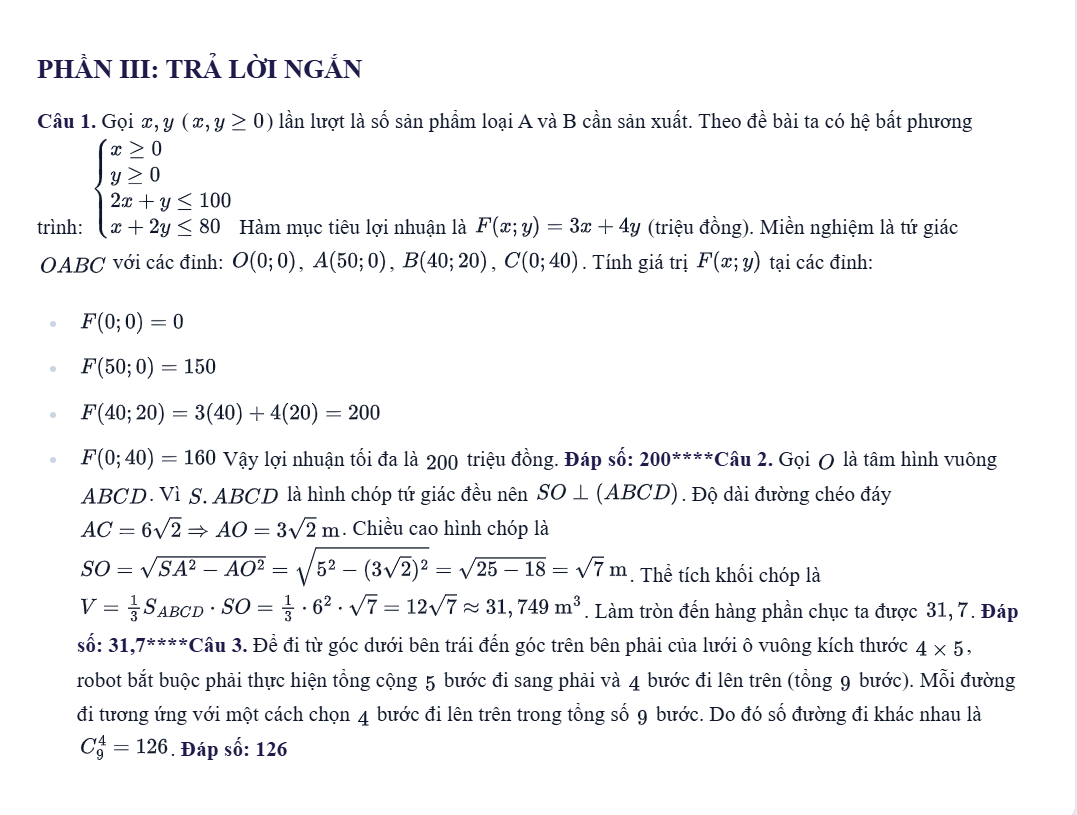 PHẦN III: TRẢ LỜI NGẮN
Câu 1. Gọi x, y (x, y ≥ 0) lần lượt là số sản phẩm loại A và B cần sản xuất. Theo đề bài ta có hệ bất phương
x ≥ 0
y ≥ 0
2x + y ≤ 100
trình: x + 2y ≤ 80 Hàm mục tiêu lợi nhuận là F(x; y) = 3x + 4y (triệu đồng). Miền nghiệm là tứ giác
OABC với các đỉnh: O(0; 0), A(50; 0), B(40; 20), C(0; 40). Tính giá trị F(x; y) tại các đỉnh:
• F(0; 0) = 0
• F(50; 0) = 150
• F(40; 20) = 3(40) + 4(20) = 200
• F(0; 40) = 160 Vậy lợi nhuận tối đa là 200 triệu đồng. Đáp số: 200****Câu 2. Gọi O là tâm hình vuông
ABCD. Vì S.ABCD là hình chóp tứ giác đều nên SO ⊥ (ABCD). Độ dài đường chéo đáy
AC = 6√2 ⇒ AO = 3√2 m. Chiều cao hình chóp là
SO = √(SA² − AO²) = √(5² − (3√2)²) = √(25 − 18) = √7 m. Thể tích khối chóp là
V = 1/3 S_ABCD · SO = 1/3 · 6² · √7 = 12√7 ≈ 31,749 m³. Làm tròn đến hàng phần chục ta được 31,7. Đáp
số: 31,7****Câu 3. Để đi từ góc dưới bên trái đến góc trên bên phải của lưới ô vuông kích thước 4 × 5,
robot bắt buộc phải thực hiện tổng cộng 5 bước đi sang phải và 4 bước đi lên trên (tổng 9 bước). Mỗi đường
đi tương ứng với một cách chọn 4 bước đi lên trên trong tổng số 9 bước. Do đó số đường đi khác nhau là
C₉⁴ = 126. Đáp số: 126